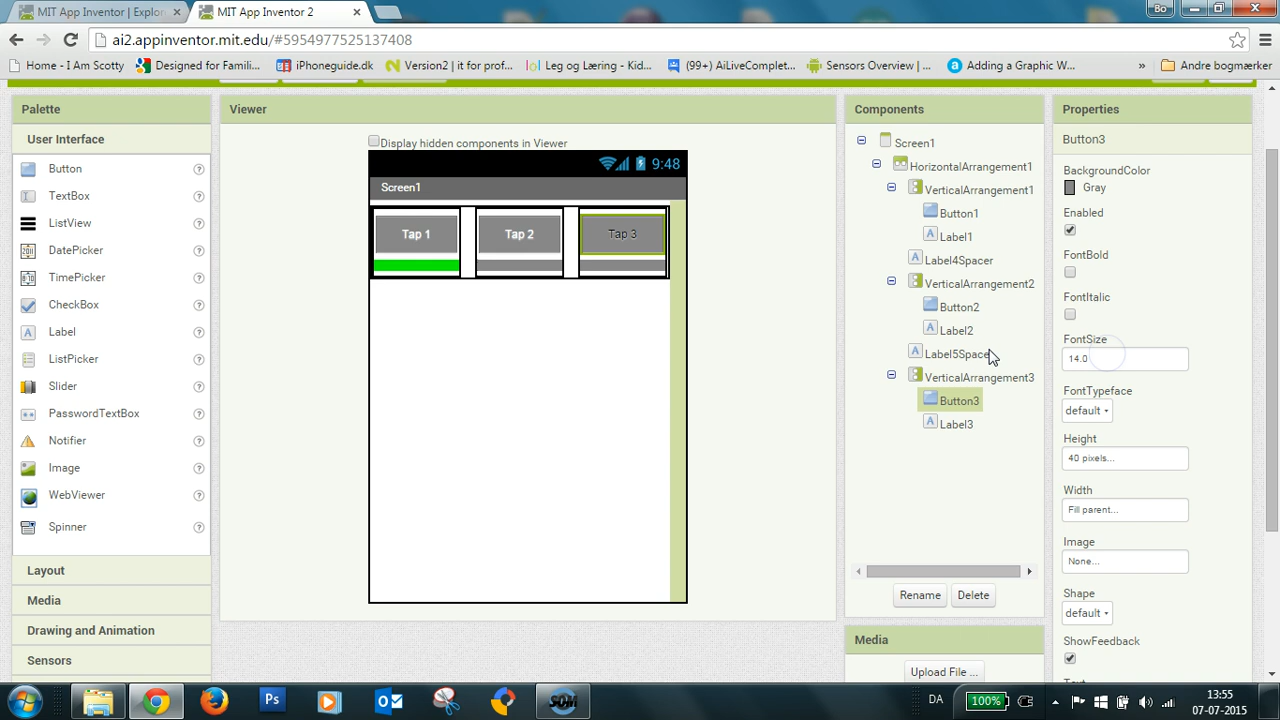 MIT App Inventor | Explor
MIT App Inventor 2
Bo
ai2.appinventor.mit.edu/#5954977525137408
Home - I Am Scotty
Designed for Famili...
iPhoneguide.dk
Version2 | it for prof...
Leg og Læring - Kid...
(99+) AiLiveComplet...
Sensors Overview | ...
Adding a Graphic W...
»
Andre bogmærker
Palette
Viewer
Components
Properties
User Interface
Button
TextBox
ListView
DatePicker
TimePicker
CheckBox
Label
ListPicker
Slider
PasswordTextBox
Notifier
Image
WebViewer
Spinner
Layout
Media
Drawing and Animation
Sensors
Display hidden components in Viewer
9:48
Screen1
Tap 1
Tap 2
Tap 3
Screen1
HorizontalArrangement1
VerticalArrangement1
Button1
Label1
Label4Spacer
VerticalArrangement2
Button2
Label2
Label5Space
VerticalArrangement3
Button3
Label3
Rename
Delete
Media
Upload File ...
Button3
BackgroundColor
Gray
Enabled
FontBold
FontItalic
FontSize
14.0
FontTypeface
default
Height
40 pixels...
Width
Fill parent...
Image
None...
Shape
default
ShowFeedback
Ps
DA
100%
13:55
07-07-2015